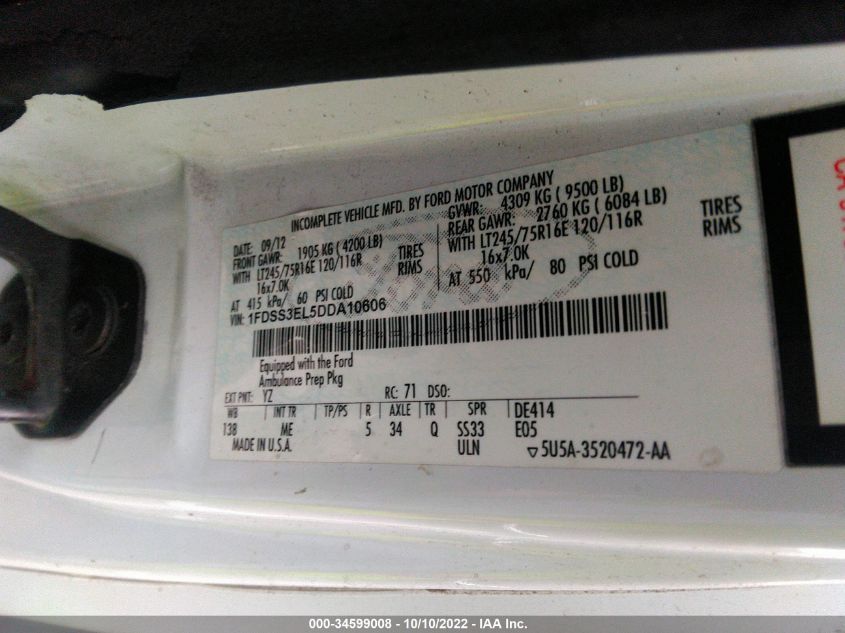 INCOMPLETE VEHICLE MFD. BY FORD MOTOR COMPANY
DATE: 09/12 GVWR: 4309 KG ( 9500 LB)
FRONT GAWR: 1905 KG ( 4200 LB) REAR GAWR: 2760 KG ( 6084 LB)
WITH LT245/75R16E 120/116R TIRES WITH LT245/75R16E 120/116R TIRES
16x7.0K RIMS 16x7.0K RIMS
AT 415 kPa/ 60 PSI COLD AT 550 kPa/ 80 PSI COLD
VIN: 1FDSS3EL5DDA10606
Equipped with the Ford
Ambulance Prep Pkg
EXT PNT: YZ RC: 71 DSO:
WB INT TR TP/PS R AXLE TR SPR DE414
138 ME 5 34 Q SS33 E05
MADE IN U.S.A. ULN ▽5U5A-3520472-AA
000-34599008 - 10/10/2022 - IAA Inc.